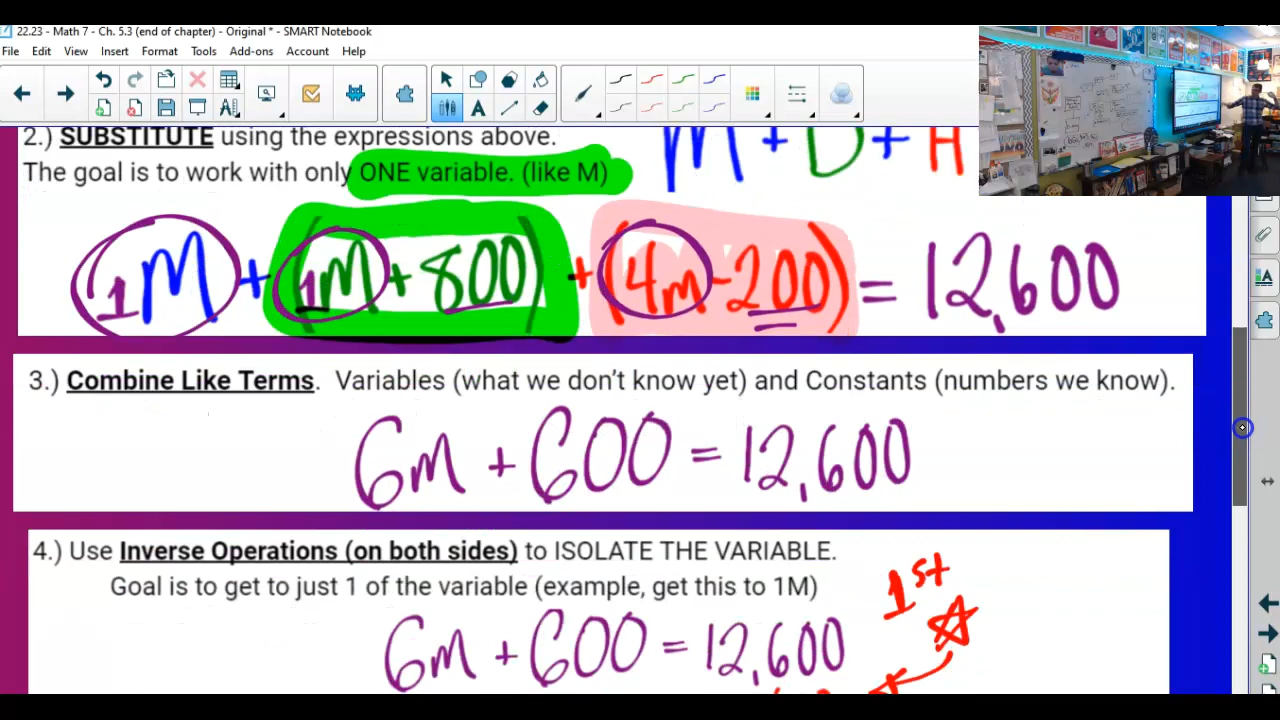 22.23 - Math 7 - Ch. 5.3 (end of chapter) - Original * - SMART Notebook
File Edit View Insert Format Tools Add-ons Account Help
2.) SUBSTITUTE using the expressions above.
The goal is to work with only ONE variable. (like M)
M + D + H
1M + (1M + 800) + (4m - 200) = 12,600
3.) Combine Like Terms. Variables (what we don't know yet) and Constants (numbers we know).
6m + 600 = 12,600
4.) Use Inverse Operations (on both sides) to ISOLATE THE VARIABLE.
Goal is to get to just 1 of the variable (example, get this to 1M)
1st
6m + 600 = 12,600